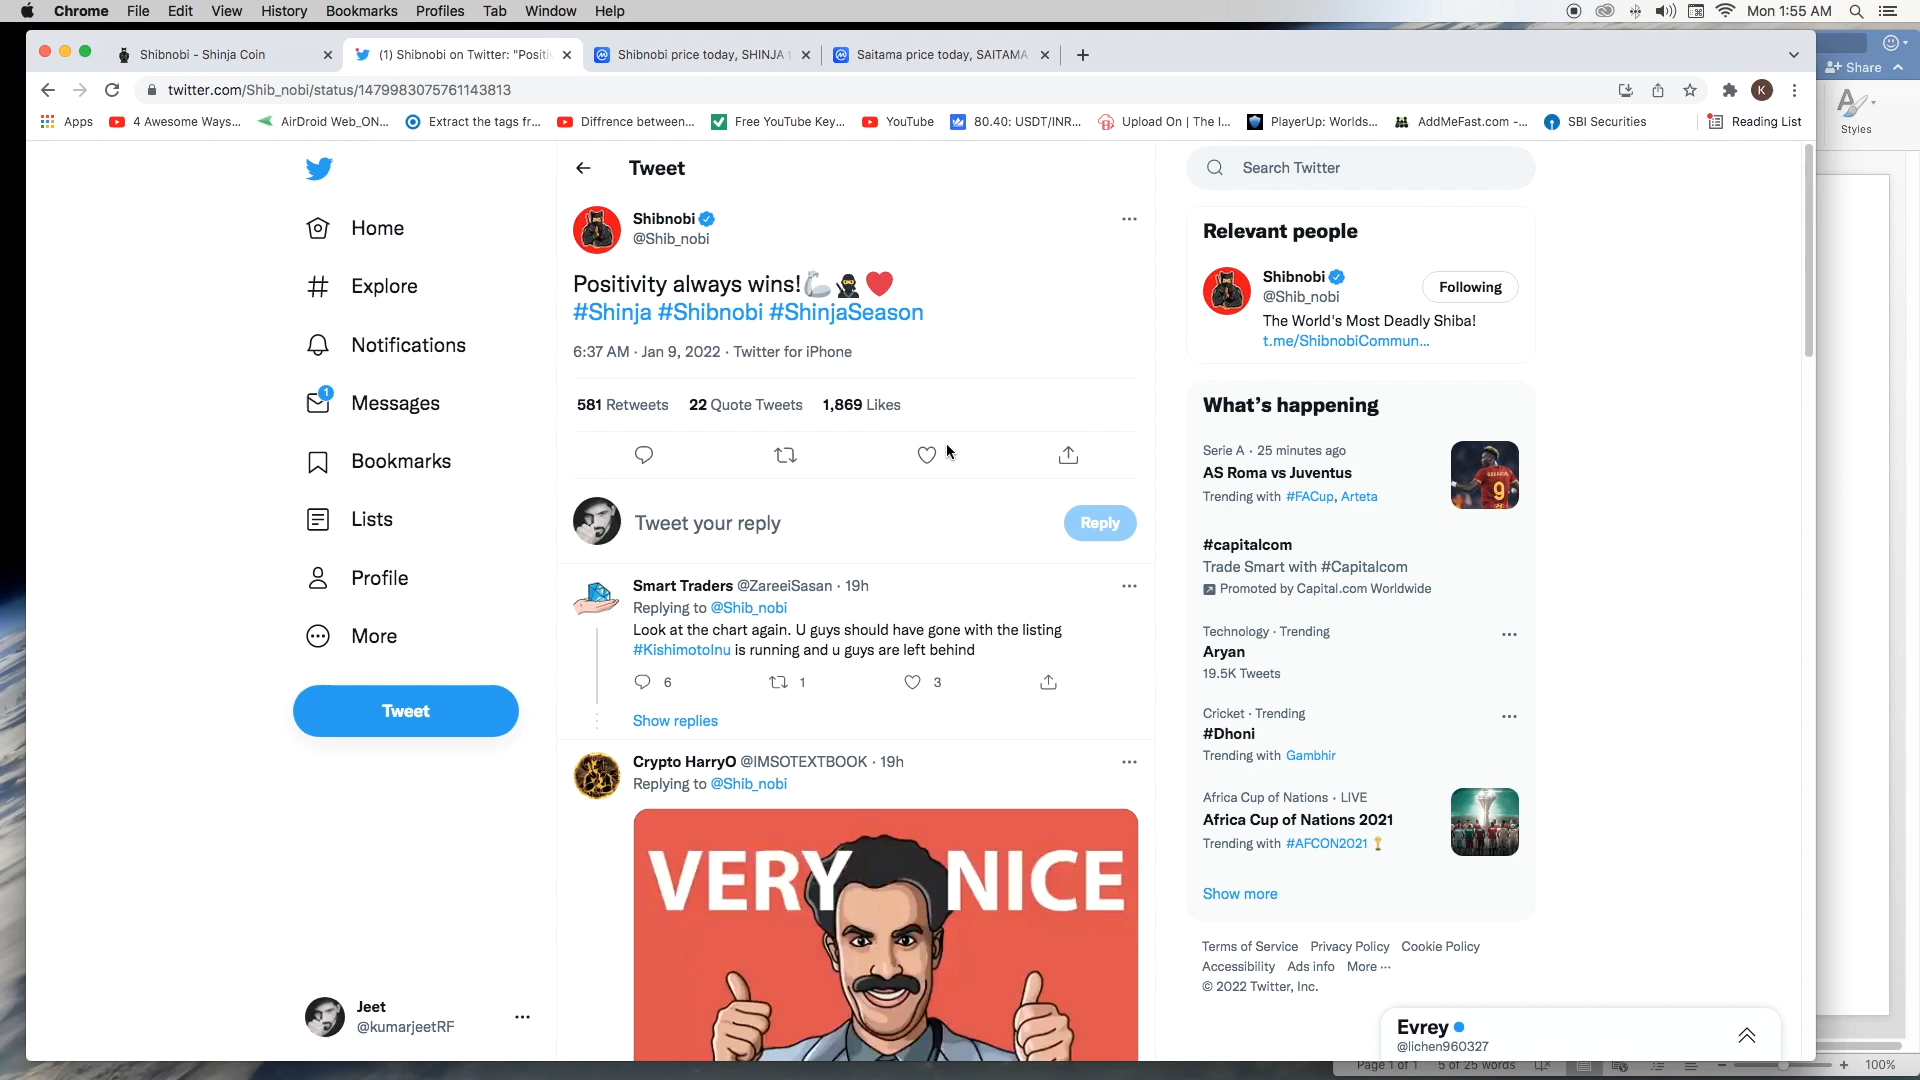 Chrome File Edit View History Bookmarks Profiles Tab Window Help Mon 1:55 AM
Shibnobi - Shinja Coin
(1) Shibnobi on Twitter: "Positi
Shibnobi price today, SHINJA t
Saitama price today, SAITAMA
Share
twitter.com/Shib_nobi/status/1479983075761143813
K
Styles
Apps
4 Awesome Ways...
AirDroid Web_ON...
Extract the tags fr...
Diffrence between...
Free YouTube Key...
YouTube
80.40: USDT/INR...
Upload On | The I...
PlayerUp: Worlds...
AddMeFast.com -...
SBI Securities
Reading List
Home
Explore
Notifications
1
Messages
Bookmarks
Lists
Profile
More
Tweet
Jeet
@kumarjeetRF
Tweet
Shibnobi
@Shib_nobi
Positivity always wins!🦾🥷❤️
#Shinja #Shibnobi #ShinjaSeason
6:37 AM · Jan 9, 2022 · Twitter for iPhone
581 Retweets 22 Quote Tweets 1,869 Likes
Tweet your reply
Reply
Smart Traders @ZareeiSasan · 19h
Replying to @Shib_nobi
Look at the chart again. U guys should have gone with the listing
#KishimotoInu is running and u guys are left behind
6 1 3
Show replies
Crypto HarryO @IMSOTEXTBOOK · 19h
Replying to @Shib_nobi
VERY NICE
Search Twitter
Relevant people
Shibnobi
@Shib_nobi
Following
The World's Most Deadly Shiba!
t.me/ShibnobiCommun...
What's happening
Serie A · 25 minutes ago
AS Roma vs Juventus
Trending with #FACup, Arteta
9
#capitalcom
Trade Smart with #Capitalcom
Promoted by Capital.com Worldwide
Technology · Trending
Aryan
19.5K Tweets
Cricket · Trending
#Dhoni
Trending with Gambhir
Africa Cup of Nations · LIVE
Africa Cup of Nations 2021
Trending with #AFCON2021 🏆
Show more
Terms of Service Privacy Policy Cookie Policy
Accessibility Ads info More ···
© 2022 Twitter, Inc.
Evrey
@lichen960327
Page 1 of 1 5 of 25 words 100%